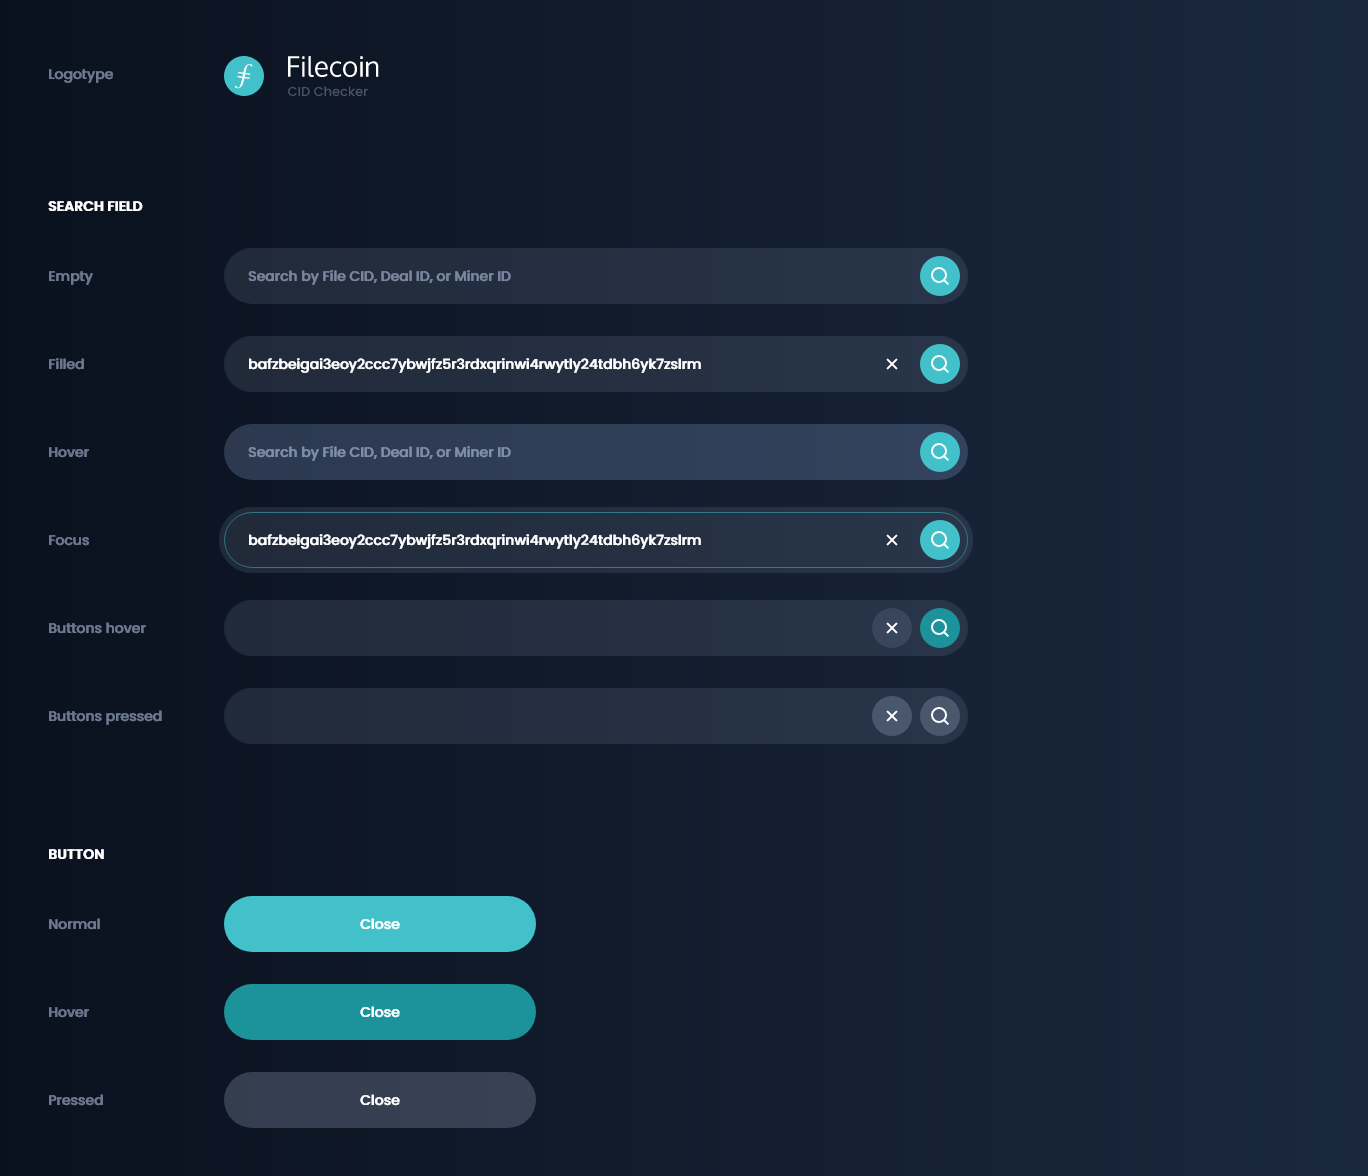 Logotype
Filecoin
CID Checker
SEARCH FIELD
Empty
Search by File CID, Deal ID, or Miner ID
Filled
bafzbeigai3eoy2ccc7ybwjfz5r3rdxqrinwi4rwytly24tdbh6yk7zslrm
Hover
Search by File CID, Deal ID, or Miner ID
Focus
bafzbeigai3eoy2ccc7ybwjfz5r3rdxqrinwi4rwytly24tdbh6yk7zslrm
Buttons hover
Buttons pressed
BUTTON
Normal
Close
Hover
Close
Pressed
Close